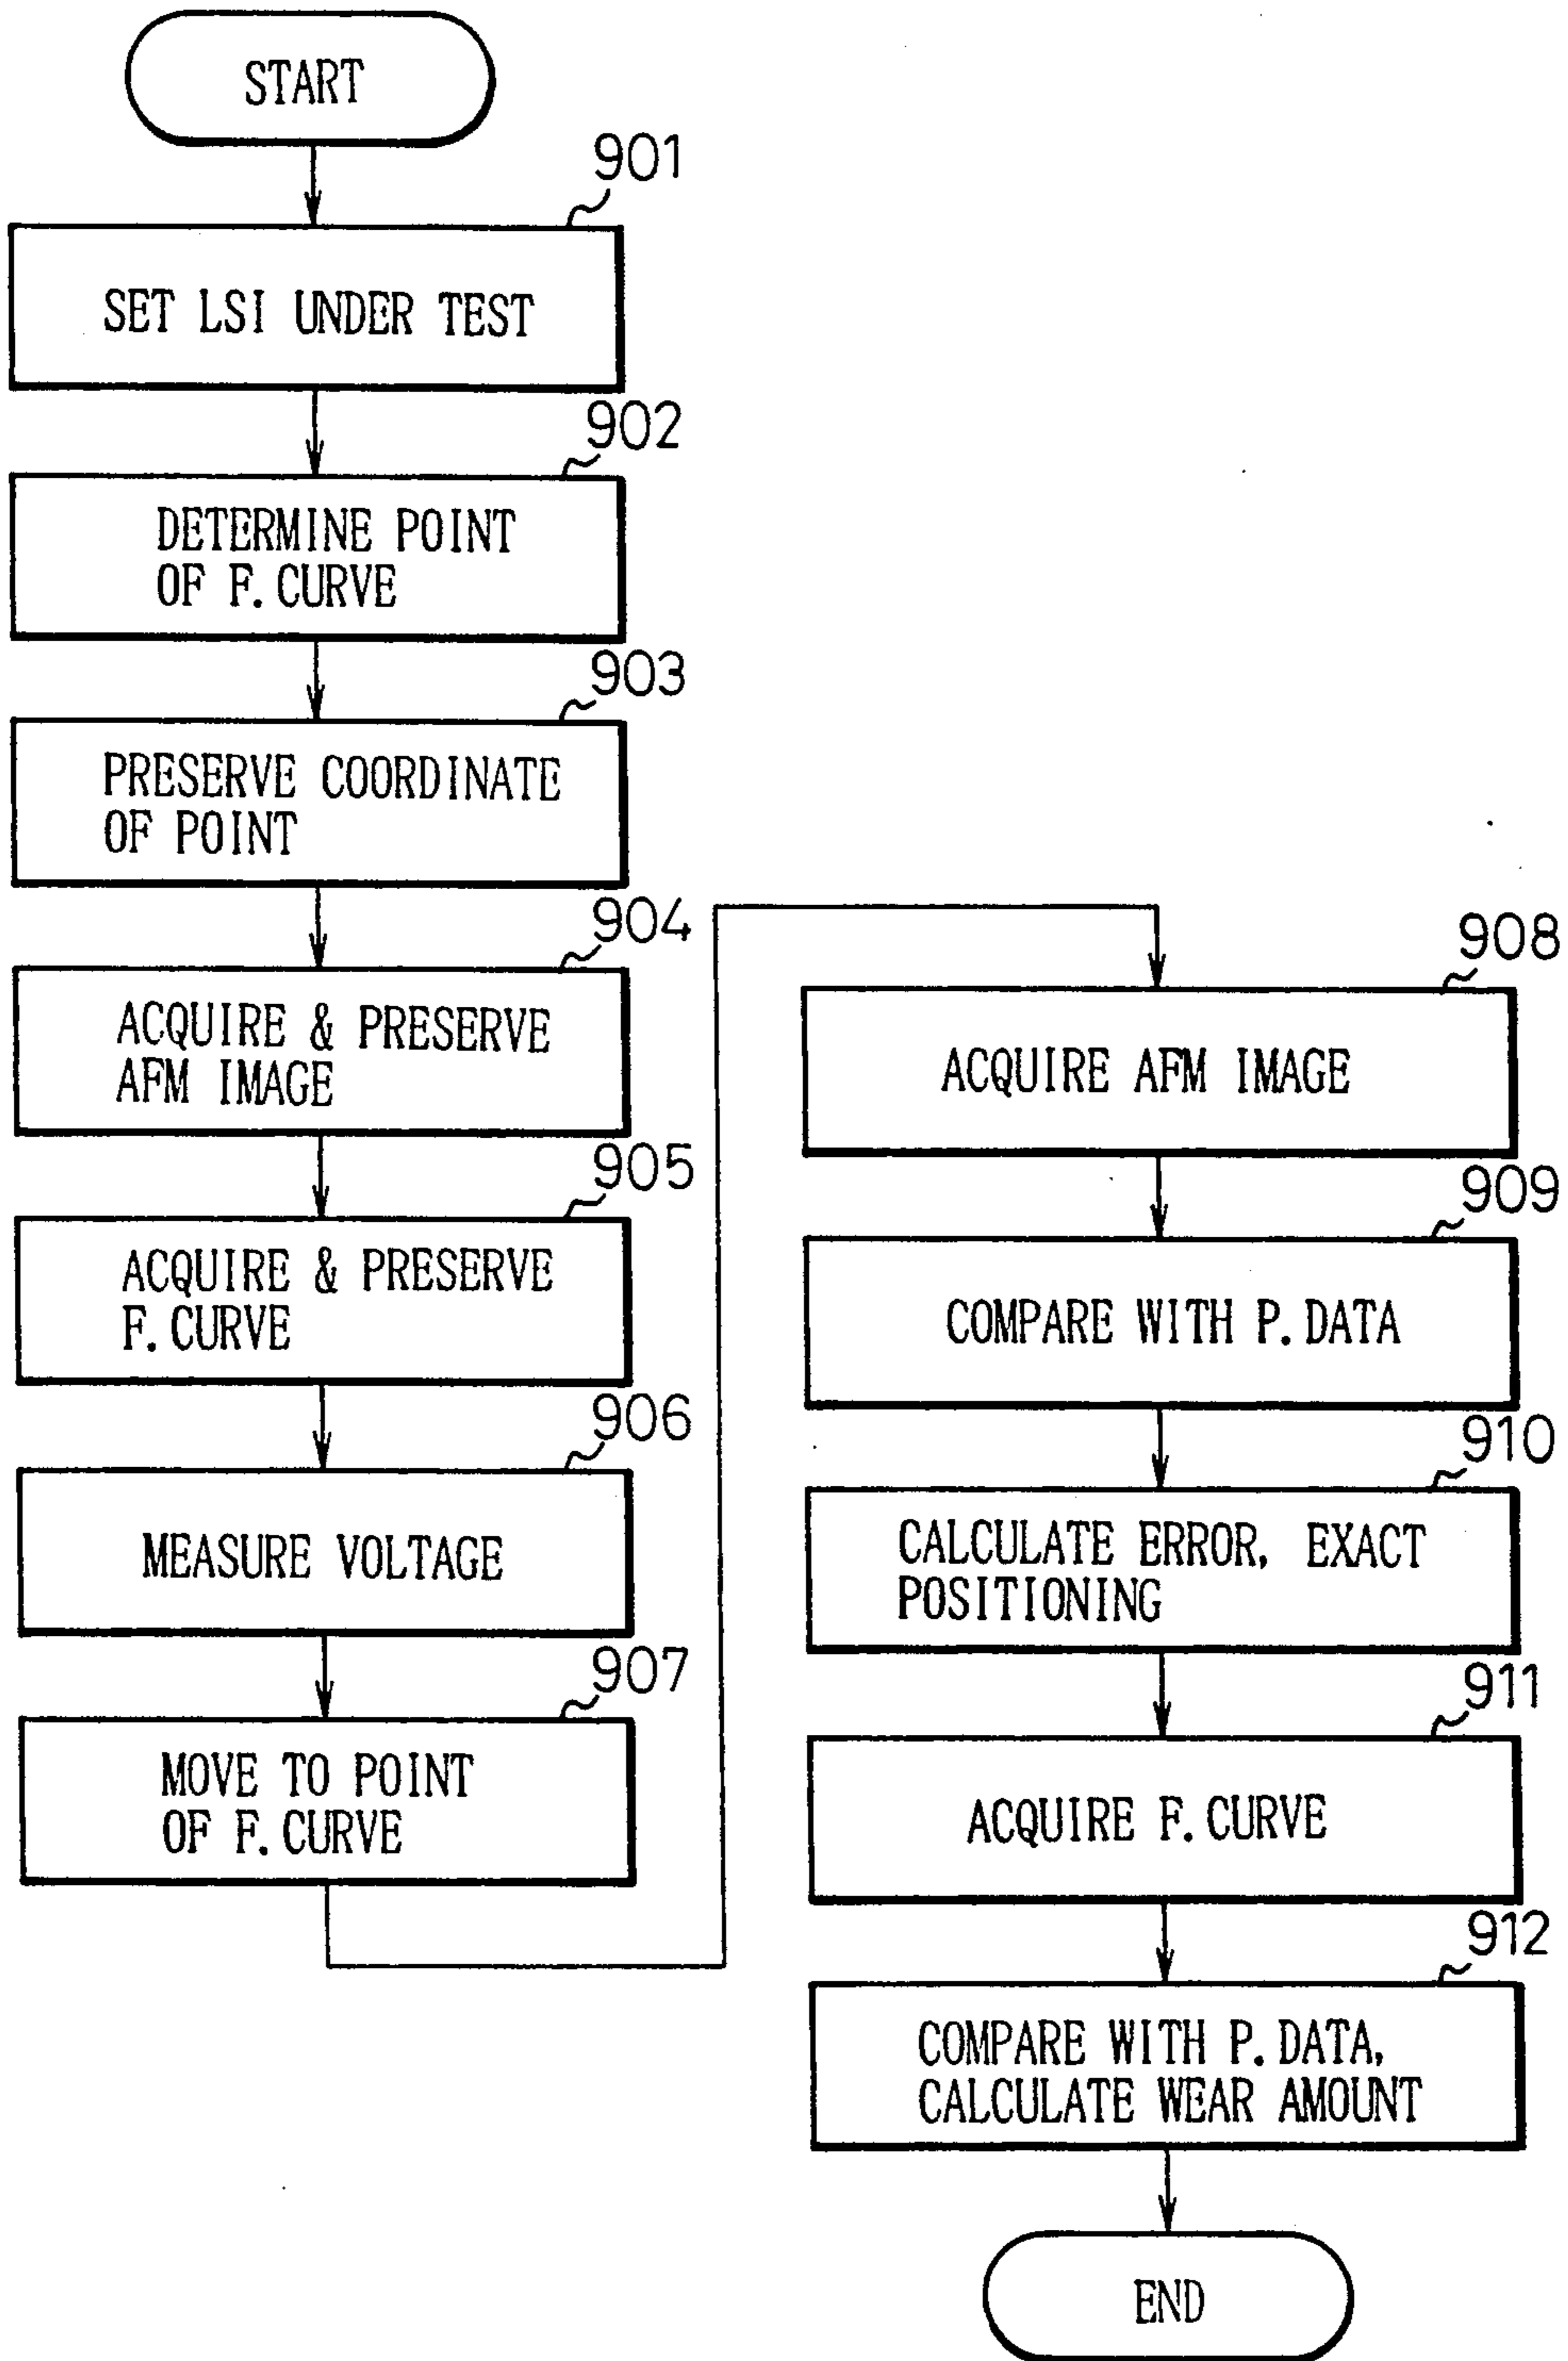 START
901
SET LSI UNDER TEST
902
DETERMINE POINT
OF F. CURVE
903
PRESERVE COORDINATE
OF POINT
904
ACQUIRE & PRESERVE
AFM IMAGE
905
ACQUIRE & PRESERVE
F. CURVE
906
MEASURE VOLTAGE
907
MOVE TO POINT
OF F. CURVE
908
ACQUIRE AFM IMAGE
909
COMPARE WITH P. DATA
910
CALCULATE ERROR, EXACT
POSITIONING
911
ACQUIRE F. CURVE
912
COMPARE WITH P. DATA,
CALCULATE WEAR AMOUNT
END